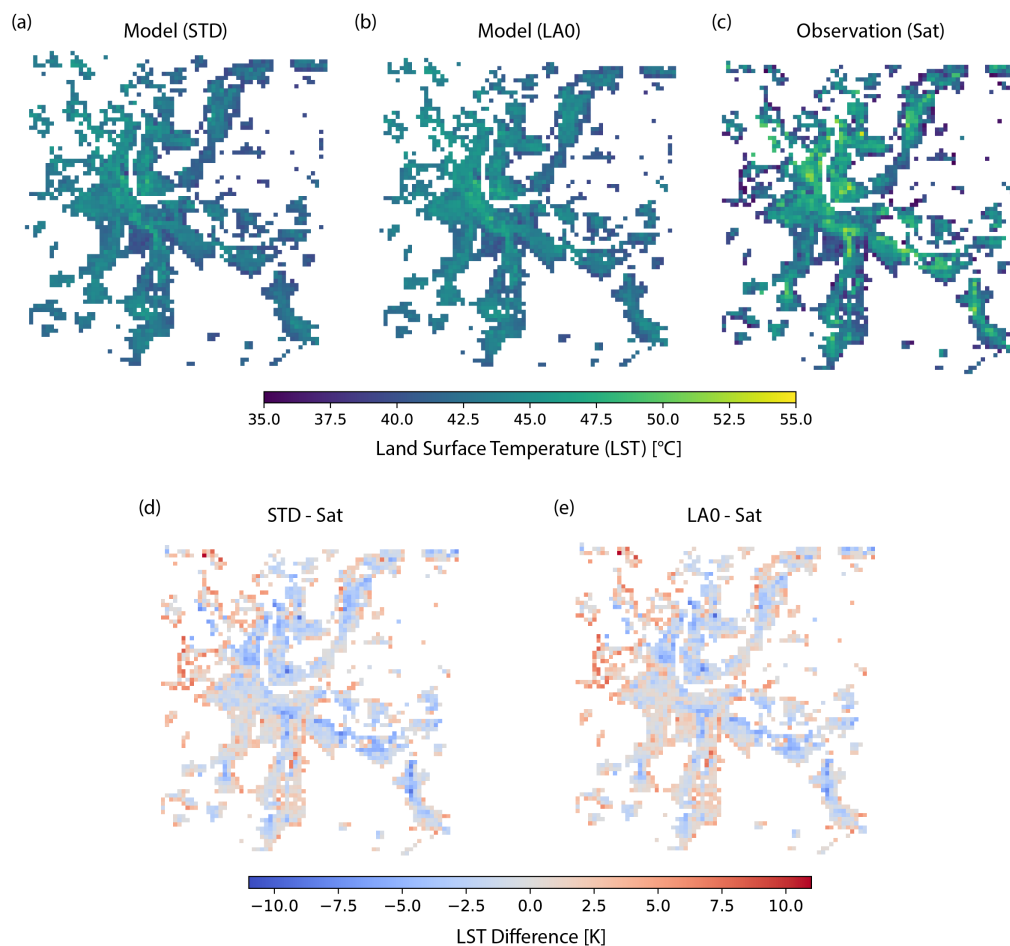 (a)
Model (STD)
(b)
Model (LA0)
(c)
Observation (Sat)
35.0 37.5 40.0 42.5 45.0 47.5 50.0 52.5 55.0
Land Surface Temperature (LST) [°C]
(d)
STD - Sat
(e)
LA0 - Sat
−10.0 −7.5 −5.0 −2.5 0.0 2.5 5.0 7.5 10.0
LST Difference [K]